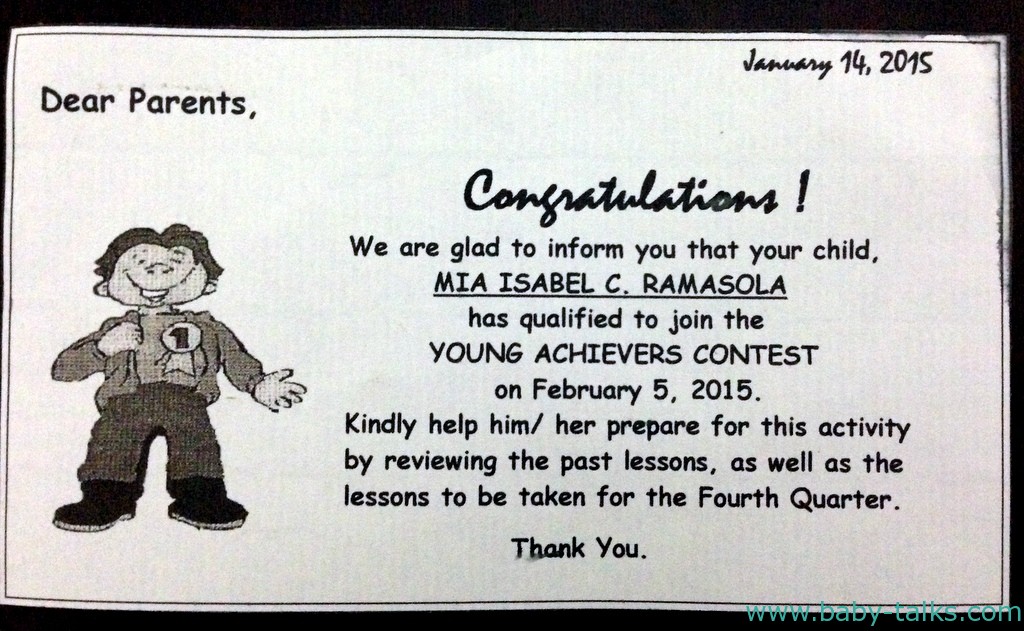 January 14, 2015
Dear Parents,
Congratulations !
We are glad to inform you that your child,
MIA ISABEL C. RAMASOLA
has qualified to join the
YOUNG ACHIEVERS CONTEST
on February 5, 2015.
Kindly help him/ her prepare for this activity
by reviewing the past lessons, as well as the
lessons to be taken for the Fourth Quarter.
Thank You.
1
www.baby-talks.com